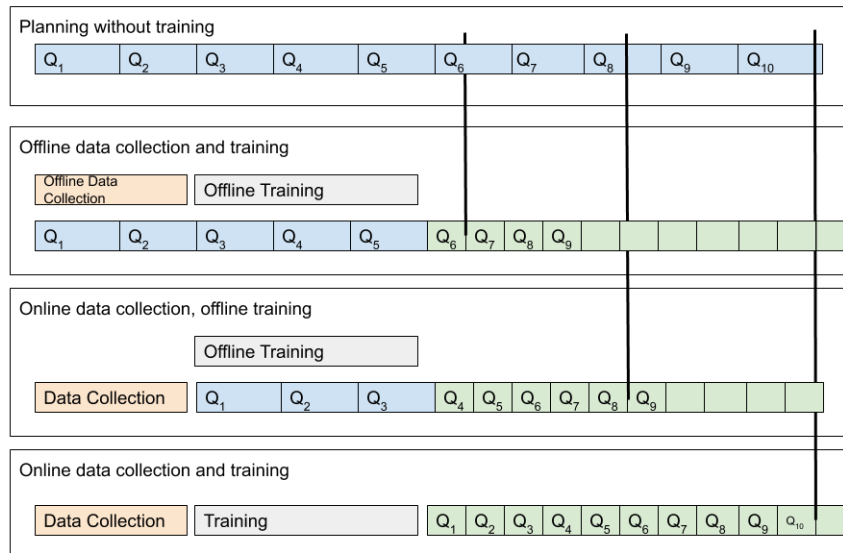 Planning without training
Q1 Q2 Q3 Q4 Q5 Q6 Q7 Q8 Q9 Q10
Offline data collection and training
Offline Data
Collection
Offline Training
Q1 Q2 Q3 Q4 Q5 Q6 Q7 Q8 Q9
Online data collection, offline training
Offline Training
Data Collection Q1 Q2 Q3 Q4 Q5 Q6 Q7 Q8 Q9
Online data collection and training
Data Collection Training Q1 Q2 Q3 Q4 Q5 Q6 Q7 Q8 Q9 Q10